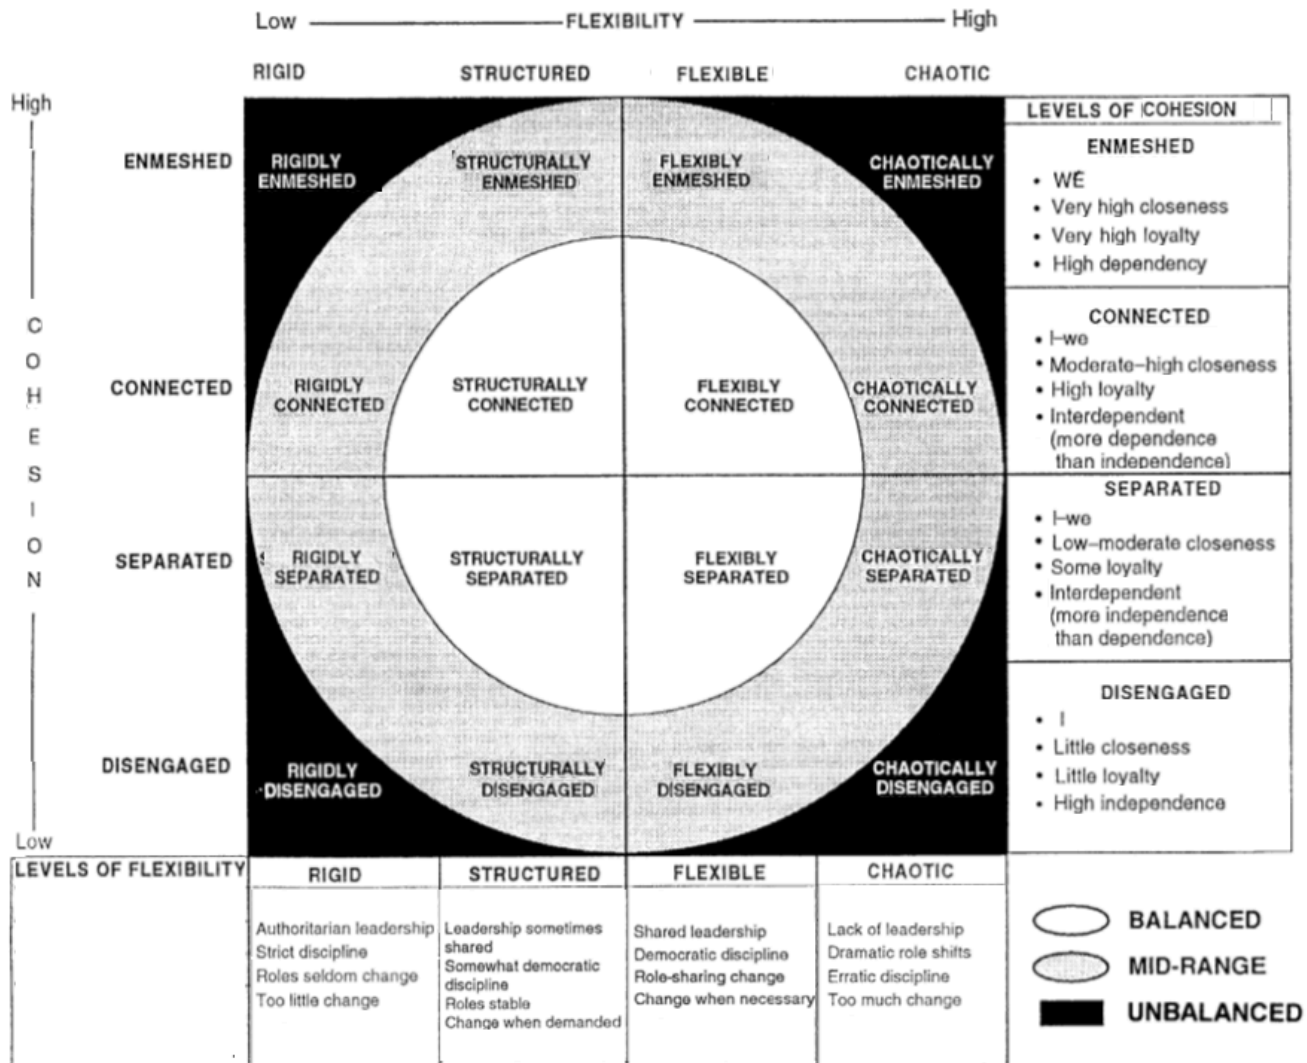 Low FLEXIBILITY High
RIGID STRUCTURED FLEXIBLE CHAOTIC
High
COHESION
Low
ENMESHED
RIGIDLY
ENMESHED
STRUCTURALLY
ENMESHED
FLEXIBLY
ENMESHED
CHAOTICALLY
ENMESHED
CONNECTED
RIGIDLY
CONNECTED
STRUCTURALLY
CONNECTED
FLEXIBLY
CONNECTED
CHAOTICALLY
CONNECTED
SEPARATED
RIGIDLY
SEPARATED
STRUCTURALLY
SEPARATED
FLEXIBLY
SEPARATED
CHAOTICALLY
SEPARATED
DISENGAGED
RIGIDLY
DISENGAGED
STRUCTURALLY
DISENGAGED
FLEXIBLY
DISENGAGED
CHAOTICALLY
DISENGAGED
LEVELS OF COHESION
ENMESHED
• WE
• Very high closeness
• Very high loyalty
• High dependency
CONNECTED
• I–we
• Moderate–high closeness
• High loyalty
• Interdependent
(more dependence
than independence)
SEPARATED
• I–we
• Low–moderate closeness
• Some loyalty
• Interdependent
(more independence
than dependence)
DISENGAGED
• I
• Little closeness
• Little loyalty
• High independence
LEVELS OF FLEXIBILITY
RIGID
Authoritarian leadership
Strict discipline
Roles seldom change
Too little change
STRUCTURED
Leadership sometimes
shared
Somewhat democratic
discipline
Roles stable
Change when demanded
FLEXIBLE
Shared leadership
Democratic discipline
Role-sharing change
Change when necessary
CHAOTIC
Lack of leadership
Dramatic role shifts
Erratic discipline
Too much change
BALANCED
MID-RANGE
UNBALANCED